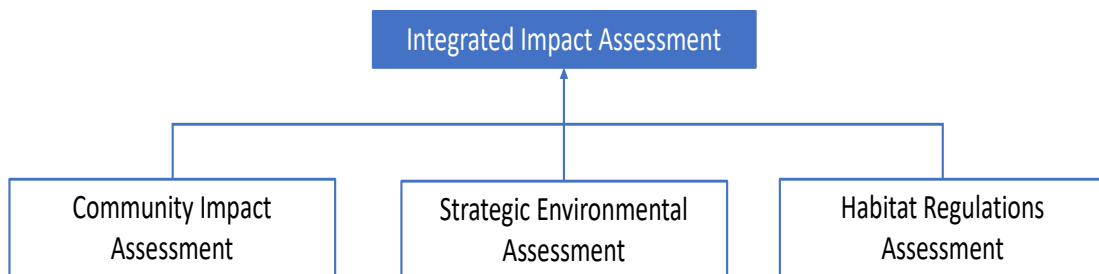 Integrated Impact Assessment
Community Impact
Assessment
Strategic Environmental
Assessment
Habitat Regulations
Assessment